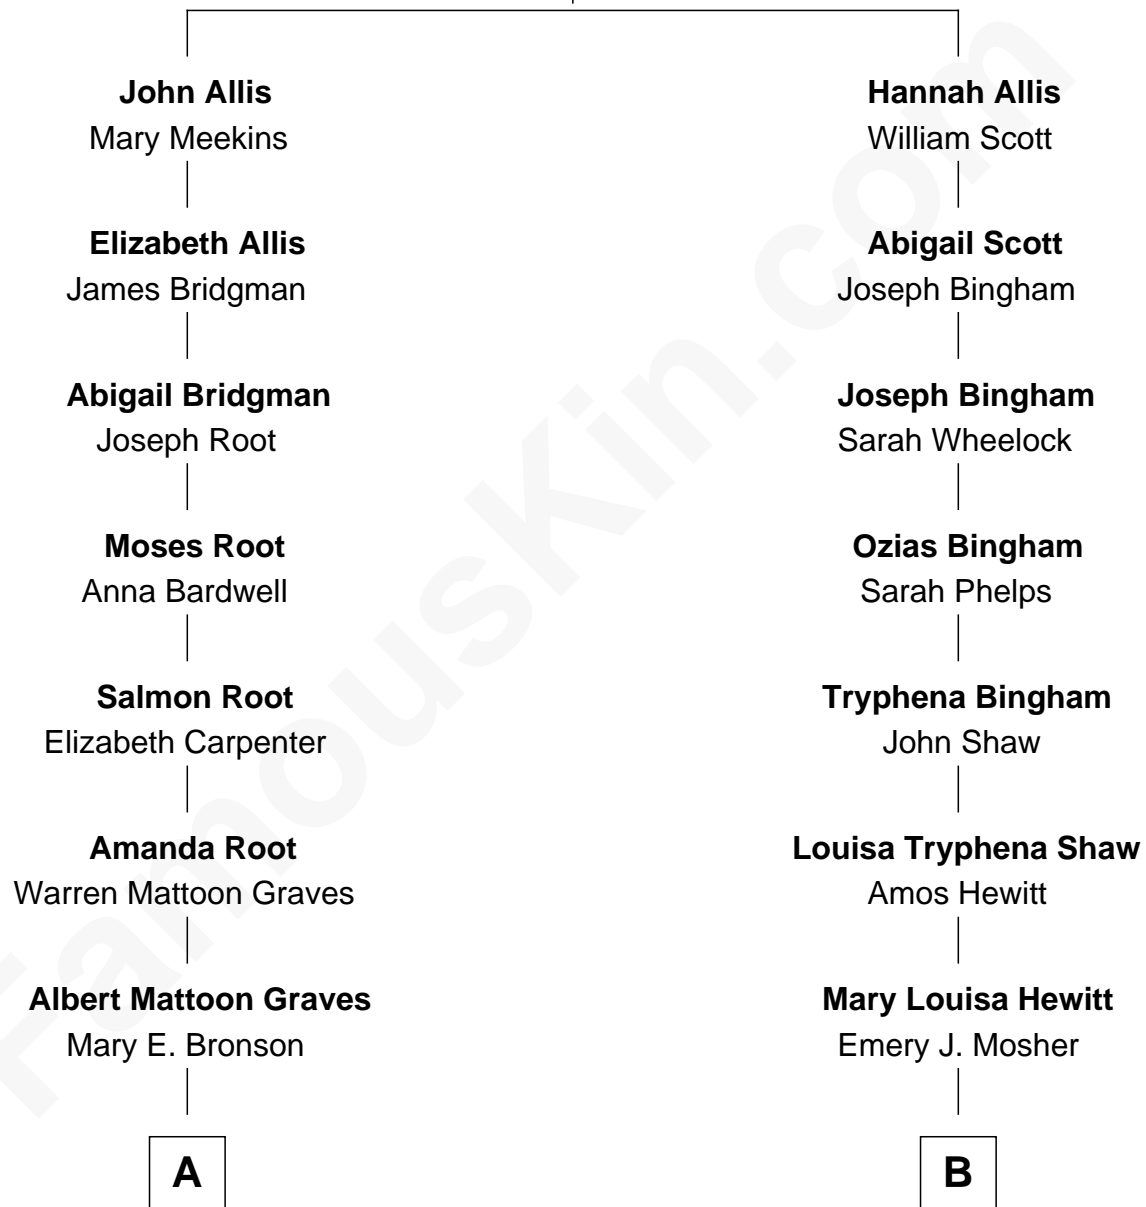 John Allis
Mary Meekins
Elizabeth Allis
James Bridgman
Abigail Bridgman
Joseph Root
Moses Root
Anna Bardwell
Salmon Root
Elizabeth Carpenter
Amanda Root
Warren Mattoon Graves
Albert Mattoon Graves
Mary E. Bronson
A
Hannah Allis
William Scott
Abigail Scott
Joseph Bingham
Joseph Bingham
Sarah Wheelock
Ozias Bingham
Sarah Phelps
Tryphena Bingham
John Shaw
Louisa Tryphena Shaw
Amos Hewitt
Mary Louisa Hewitt
Emery J. Mosher
B
FamousKin.com